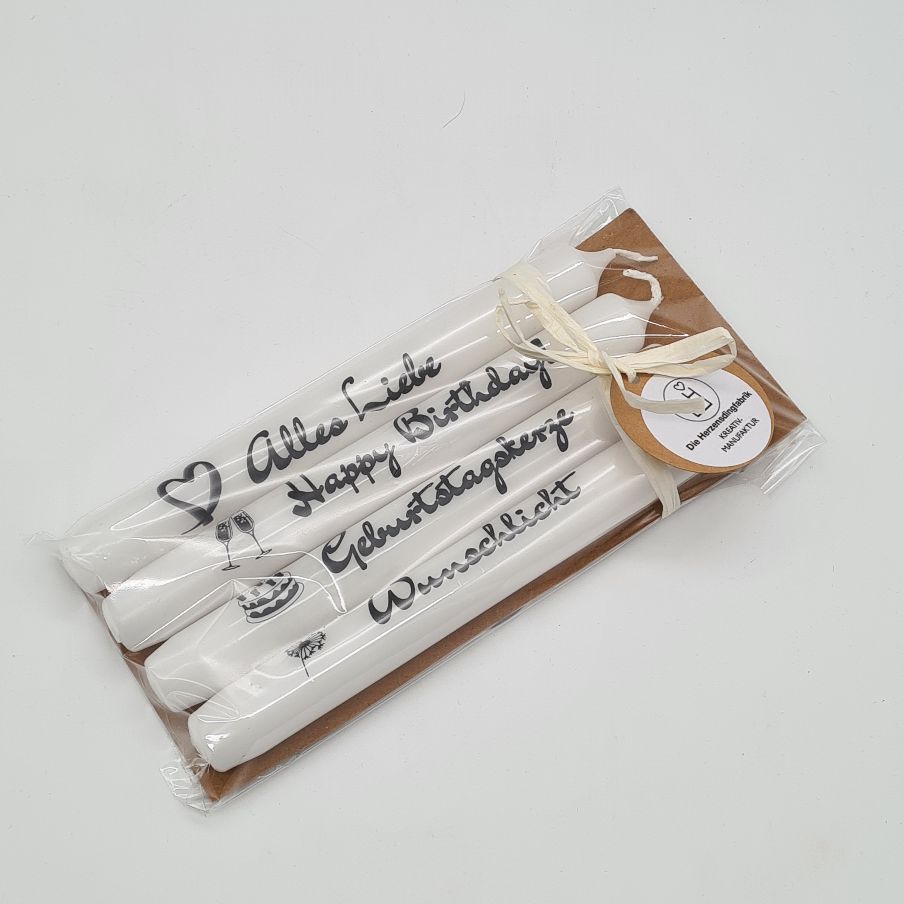 Alles Liebe
Happy Birthday
Geburtstagskerze
Wunschlicht
Die Herzensdingfabrik
KREATIV-
MANUFAKTUR